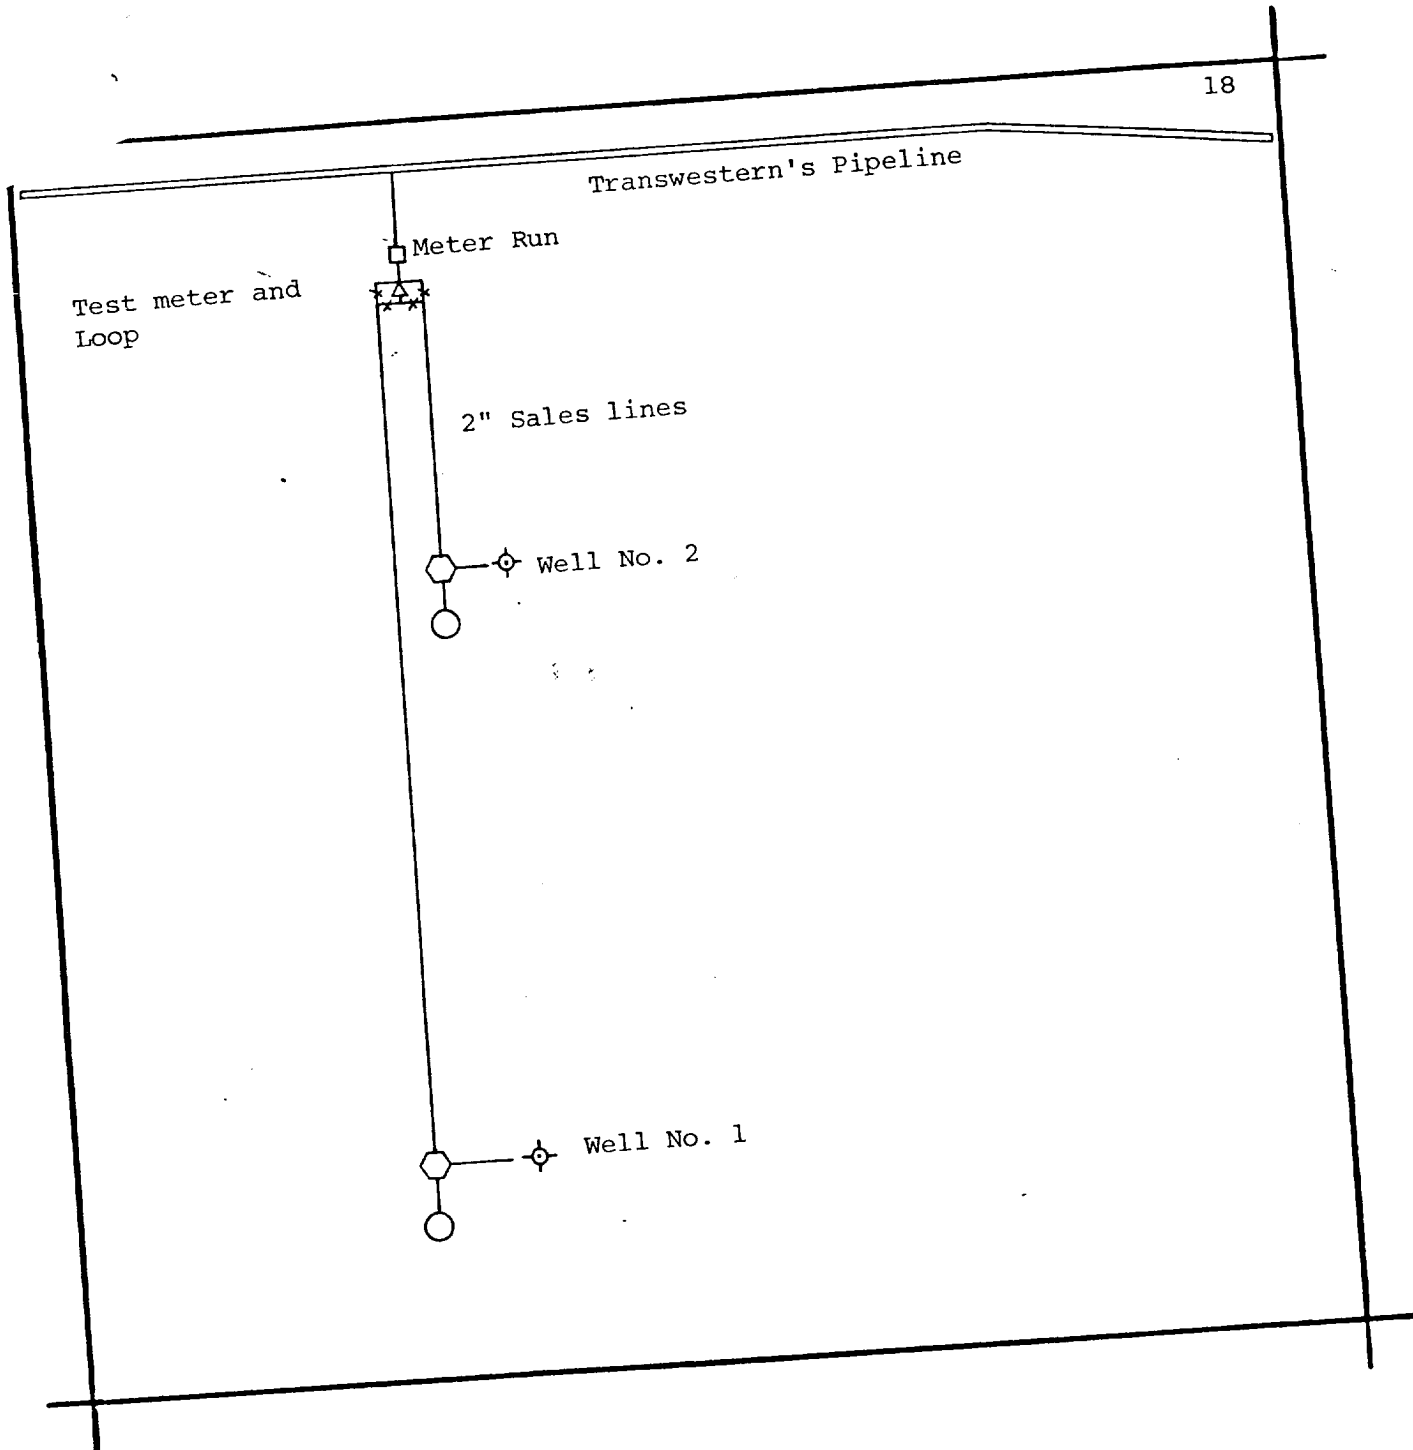 18
Transwestern's Pipeline
Meter Run
Test meter and
Loop
2" Sales lines
Well No. 2
Well No. 1